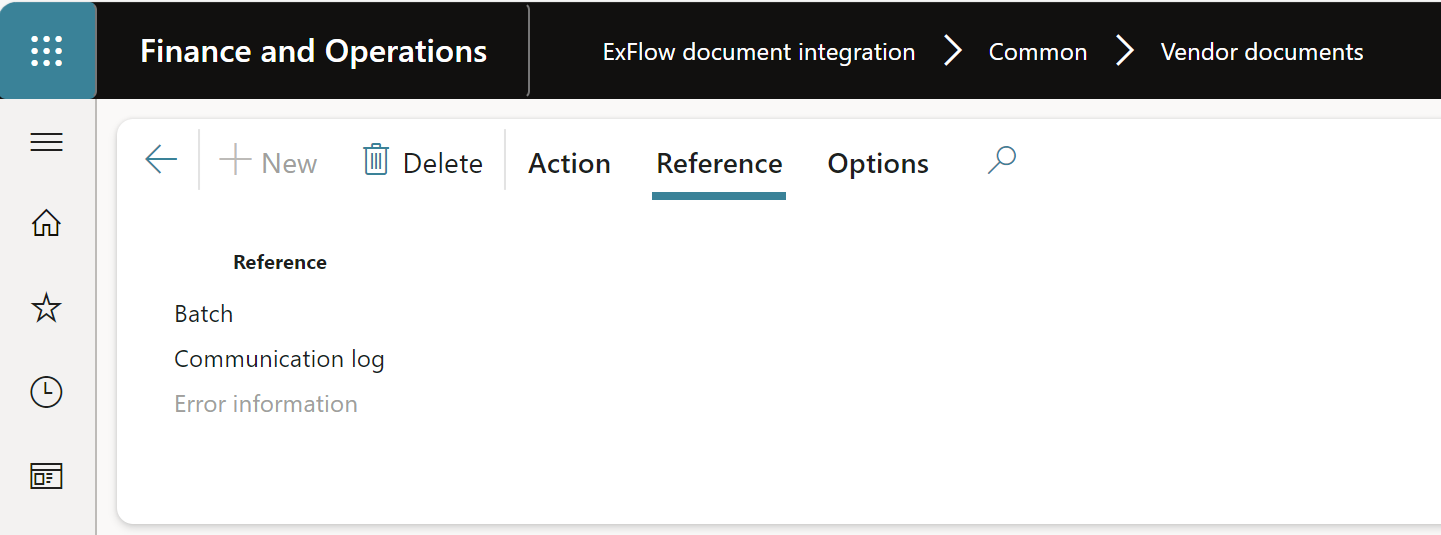 Finance and Operations
ExFlow document integration Common Vendor documents
New Delete Action Reference Options
Reference
Batch
Communication log
Error information